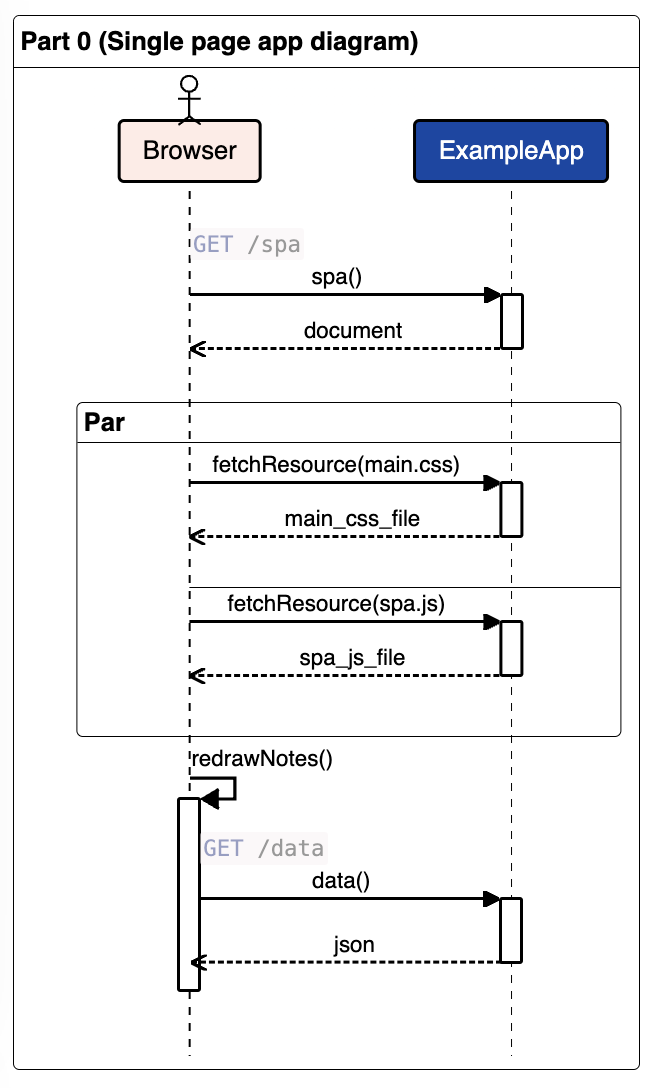 Part 0 (Single page app diagram)
Browser
ExampleApp
GET /spa
spa()
document
Par
fetchResource(main.css)
main_css_file
fetchResource(spa.js)
spa_js_file
redrawNotes()
GET /data
data()
json